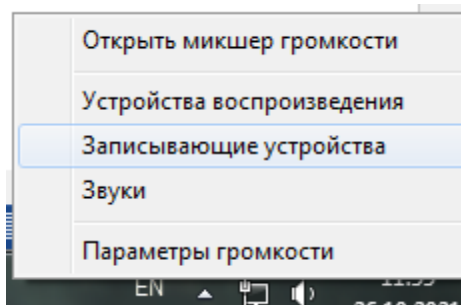 Открыть микшер громкости
Устройства воспроизведения
Записывающие устройства
Звуки
Параметры громкости
EN